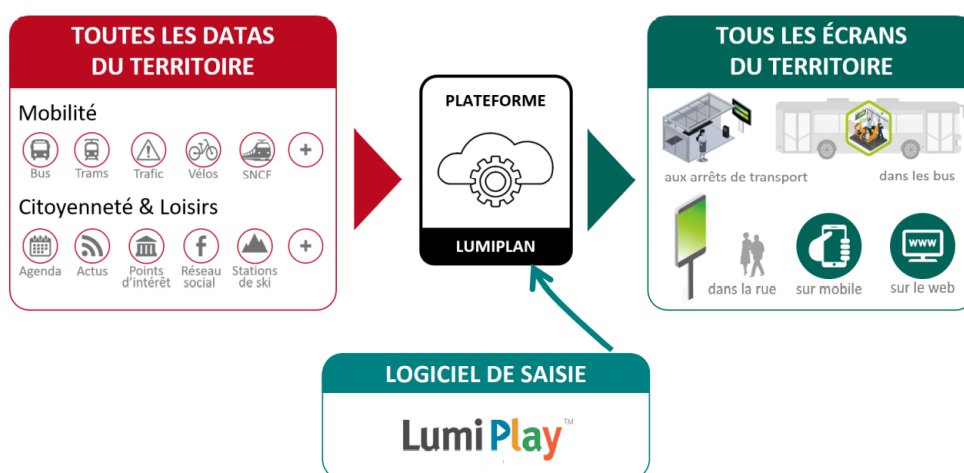 TOUTES LES DATAS
DU TERRITOIRE
Mobilité
Bus
Trams
Trafic
Vélos
SNCF
+
Citoyenneté & Loisirs
Agenda
Actus
Points
d'intérêt
f
Réseau
social
Stations
de ski
+
PLATEFORME
LUMIPLAN
TOUS LES ÉCRANS
DU TERRITOIRE
aux arrêts de transport
dans les bus
dans la rue
sur mobile
www
sur le web
LOGICIEL DE SAISIE
LumiPlay™